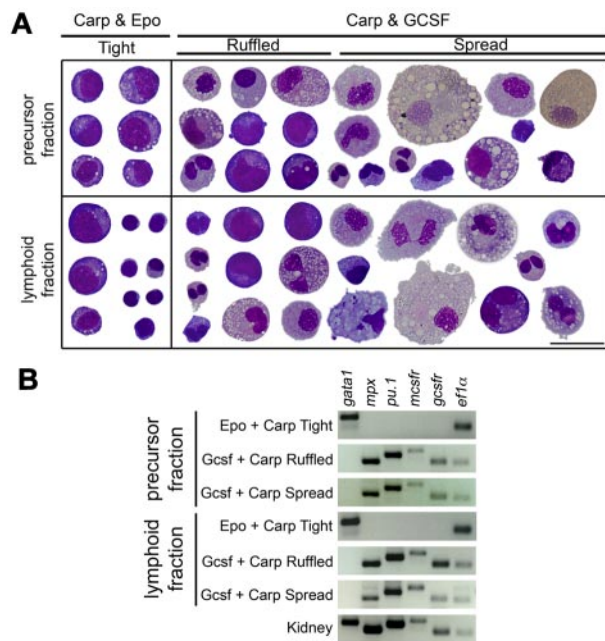 A
Carp & Epo
Carp & GCSF
Tight
Ruffled
Spread
precursor
fraction
lymphoid
fraction
B
gata1
mpx
pu.1
mcsfr
gcsfr
ef1α
precursor
fraction
Epo + Carp Tight
Gcsf + Carp Ruffled
Gcsf + Carp Spread
lymphoid
fraction
Epo + Carp Tight
Gcsf + Carp Ruffled
Gcsf + Carp Spread
Kidney